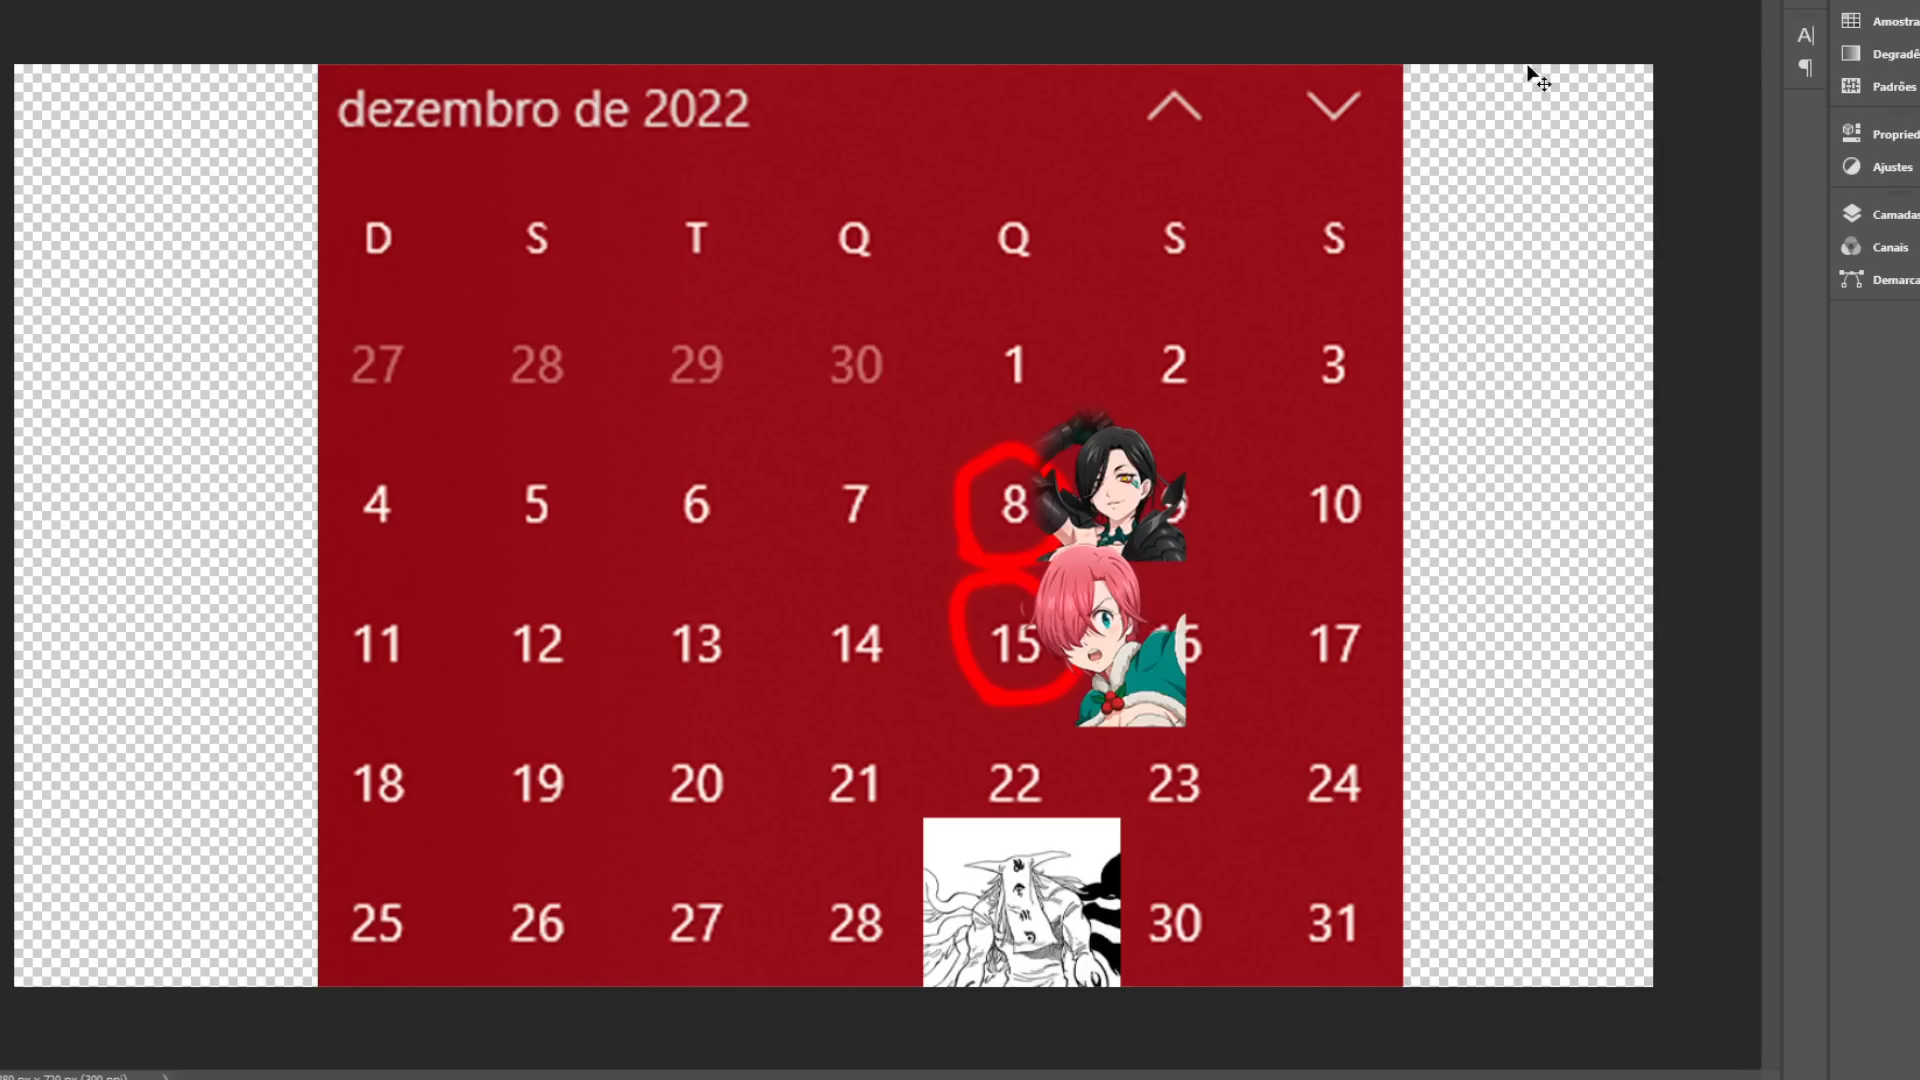 dezembro de 2022
D S T Q Q S S
27 28 29 30 1 2 3
4 5 6 7 8 10
11 12 13 14 15 17
18 19 20 21 22 23 24
25 26 27 28 30 31
A
Amostra
Degradê
Padrões
Propried
Ajustes
Camadas
Canais
Demarca